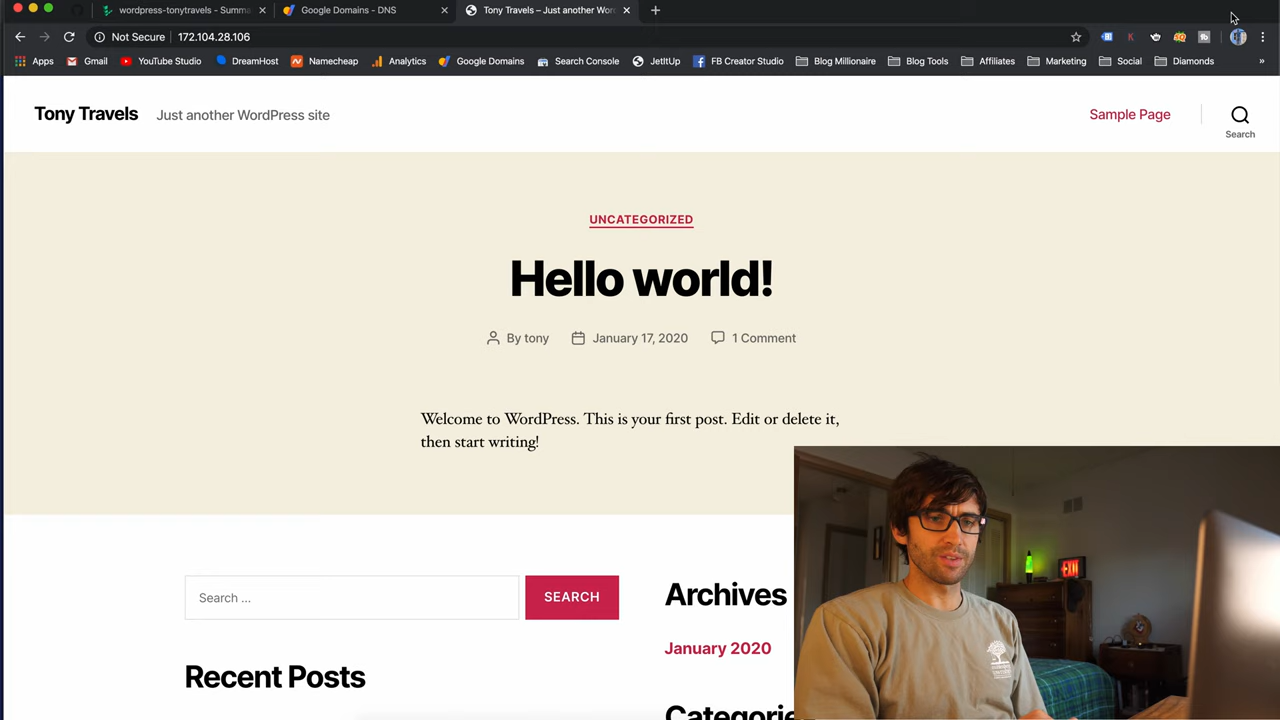 wordpress-tonytravels - Summa
Google Domains - DNS
Tony Travels – Just another Wor
Not Secure
172.104.28.106
Apps
Gmail
YouTube Studio
DreamHost
Namecheap
Analytics
Google Domains
Search Console
JetItUp
FB Creator Studio
Blog Millionaire
Blog Tools
Affiliates
Marketing
Social
Diamonds
»
Tony Travels
Just another WordPress site
Sample Page
Search
UNCATEGORIZED
Hello world!
By tony
January 17, 2020
1 Comment
Welcome to WordPress. This is your first post. Edit or delete it,
then start writing!
Search …
SEARCH
Archives
January 2020
Recent Posts
Categories
EXIT